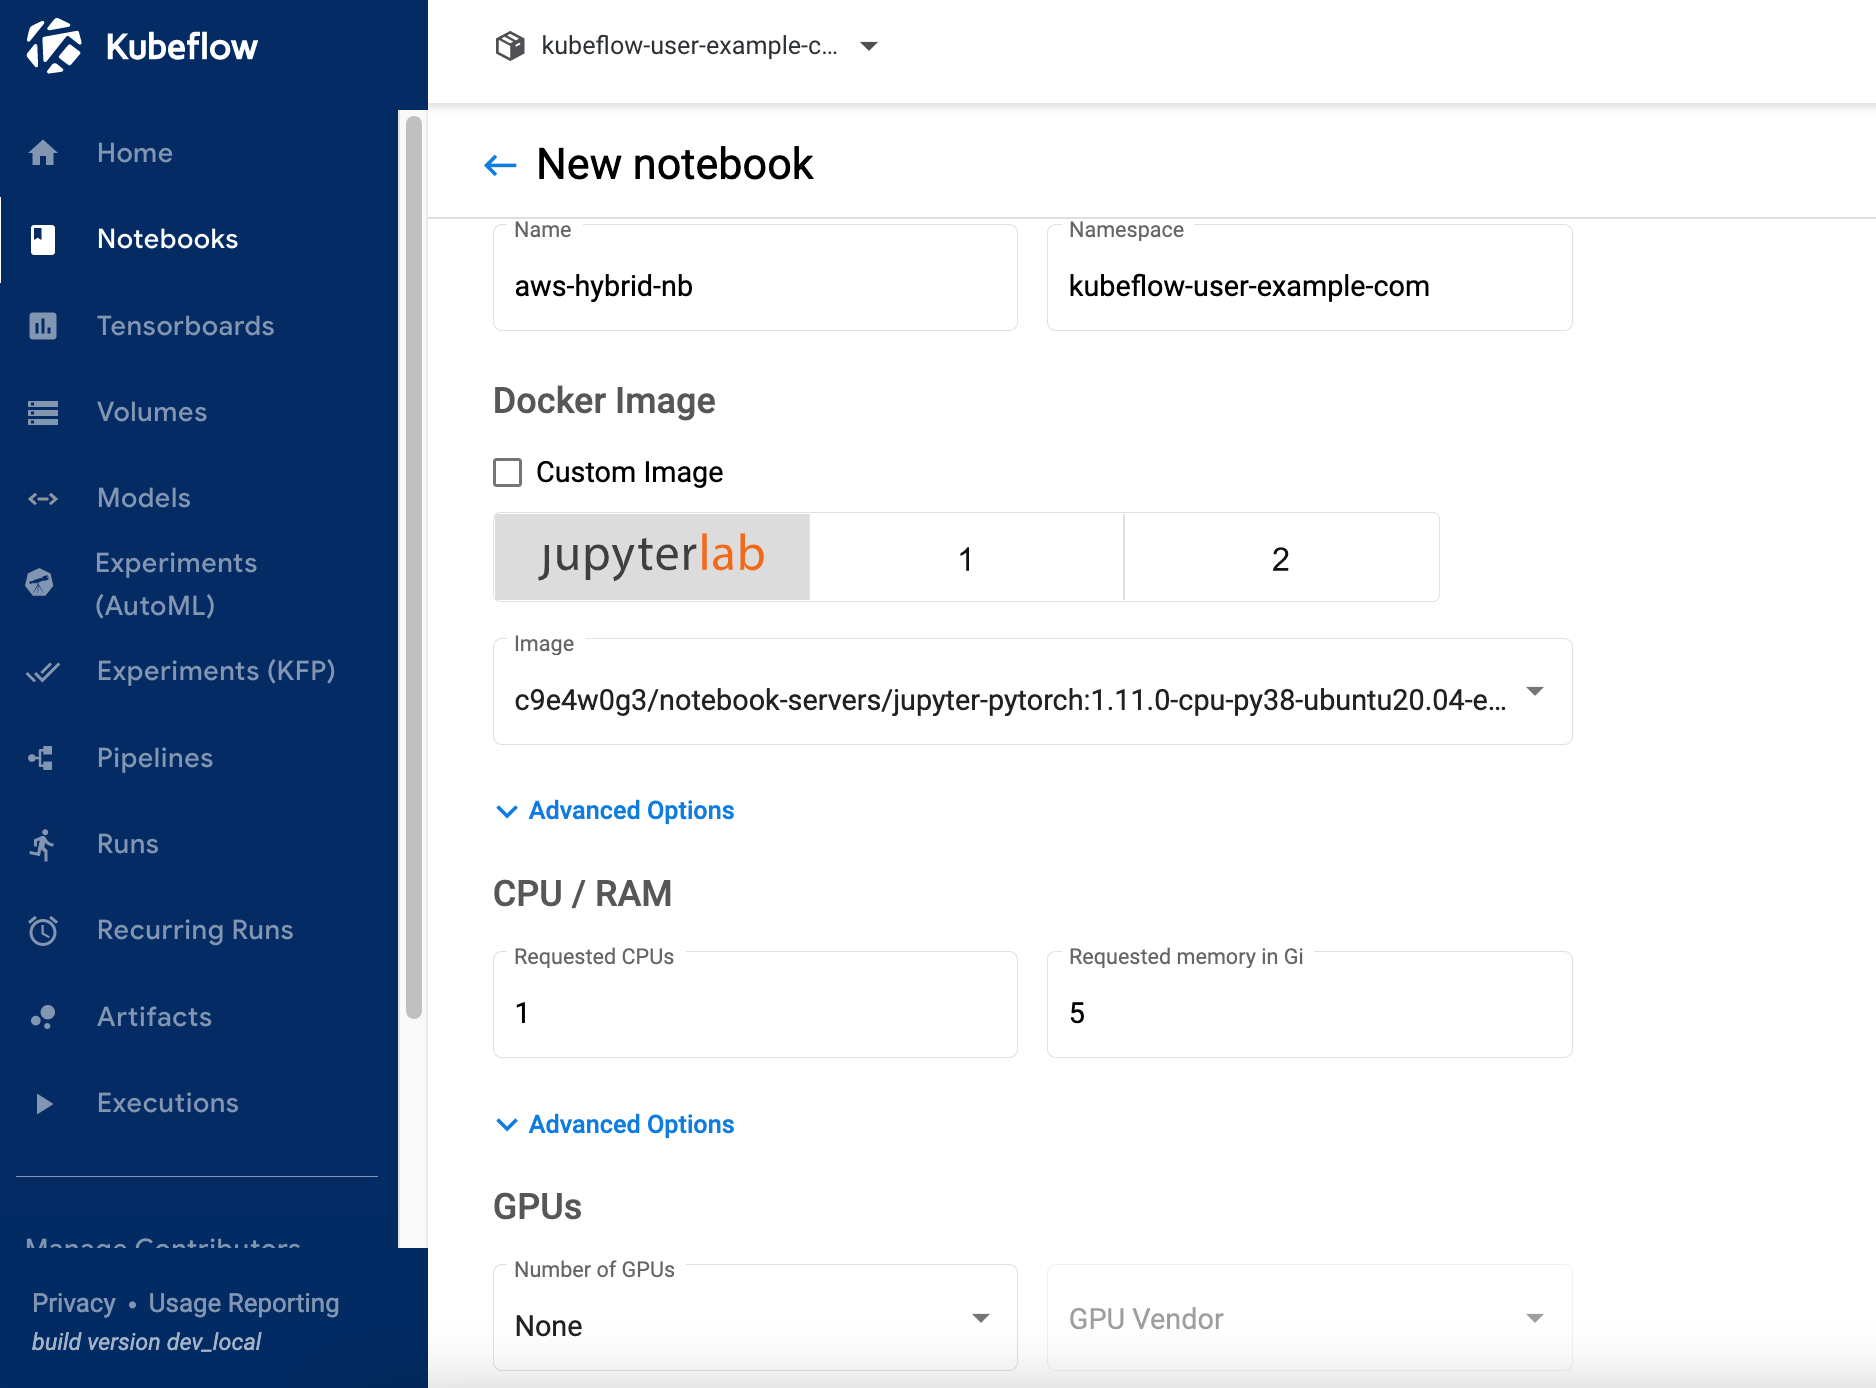 Kubeflow
Home
Notebooks
Tensorboards
Volumes
Models
Experiments
(AutoML)
Experiments (KFP)
Pipelines
Runs
Recurring Runs
Artifacts
Executions
Manage Contributors
Privacy • Usage Reporting
build version dev_local
kubeflow-user-example-c...
New notebook
Name
aws-hybrid-nb
Namespace
kubeflow-user-example-com
Docker Image
Custom Image
jupyterlab
1
2
Image
c9e4w0g3/notebook-servers/jupyter-pytorch:1.11.0-cpu-py38-ubuntu20.04-e...
Advanced Options
CPU / RAM
Requested CPUs
1
Requested memory in Gi
5
Advanced Options
GPUs
Number of GPUs
None
GPU Vendor